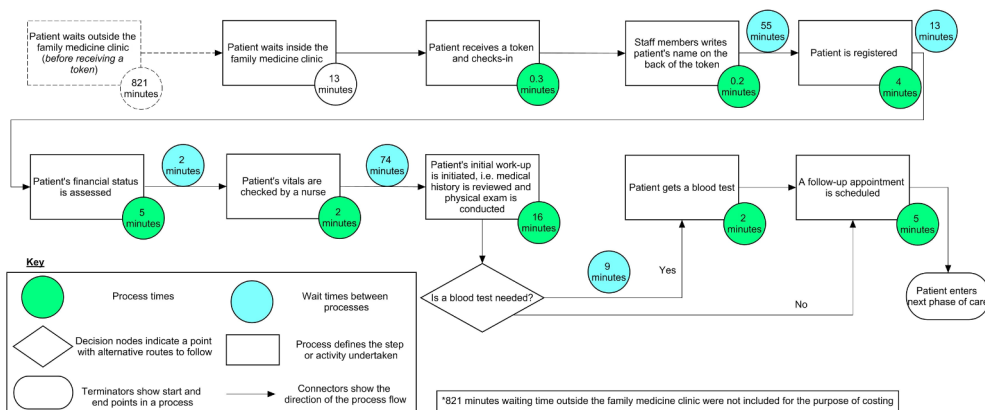 Patient waits outside
the family medicine clinic
(before receiving a
token)
821
minutes
Patient waits inside the
family medicine clinic
13
minutes
Patient receives a token
and checks-in
0.3
minutes
Staff members writes
patient's name on the
back of the token
0.2
minutes
55
minutes
Patient is registered
4
minutes
13
minutes
Patient's financial status
is assessed
5
minutes
2
minutes
Patient's vitals are
checked by a nurse
2
minutes
74
minutes
Patient's initial work-up
is initiated, i.e. medical
history is reviewed and
physical exam is
conducted
16
minutes
Patient gets a blood test
2
minutes
A follow-up appointment
is scheduled
5
minutes
Is a blood test needed?
9
minutes
Yes
No
Patient enters
next phase of care
Key
Process times
Wait times between
processes
Decision nodes indicate a point
with alternative routes to follow
Process defines the step
or activity undertaken
Terminators show start and
end points in a process
Connectors show the
direction of the process flow
*821 minutes waiting time outside the family medicine clinic were not included for the purpose of costing